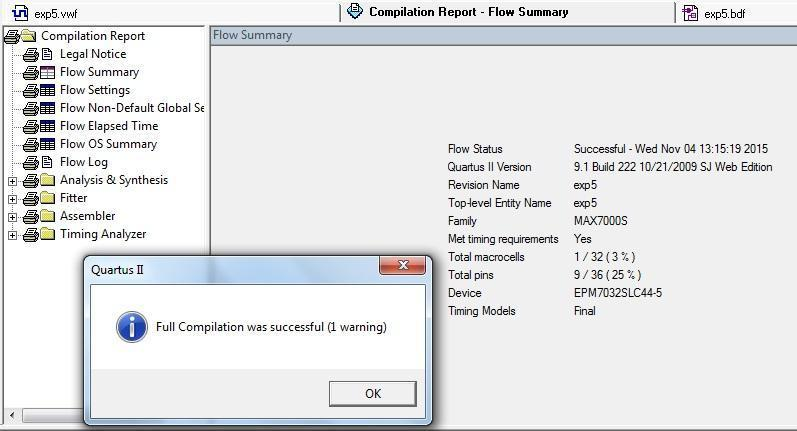 exp5.vwf
Compilation Report - Flow Summary
exp5.bdf
Compilation Report
Legal Notice
Flow Summary
Flow Settings
Flow Non-Default Global Se
Flow Elapsed Time
Flow OS Summary
Flow Log
Analysis & Synthesis
Fitter
Assembler
Timing Analyzer
Flow Summary
Flow Status Successful - Wed Nov 04 13:15:19 2015
Quartus II Version 9.1 Build 222 10/21/2009 SJ Web Edition
Revision Name exp5
Top-level Entity Name exp5
Family MAX7000S
Met timing requirements Yes
Total macrocells 1 / 32 ( 3 % )
Total pins 9 / 36 ( 25 % )
Device EPM7032SLC44-5
Timing Models Final
Quartus II
Full Compilation was successful (1 warning)
OK